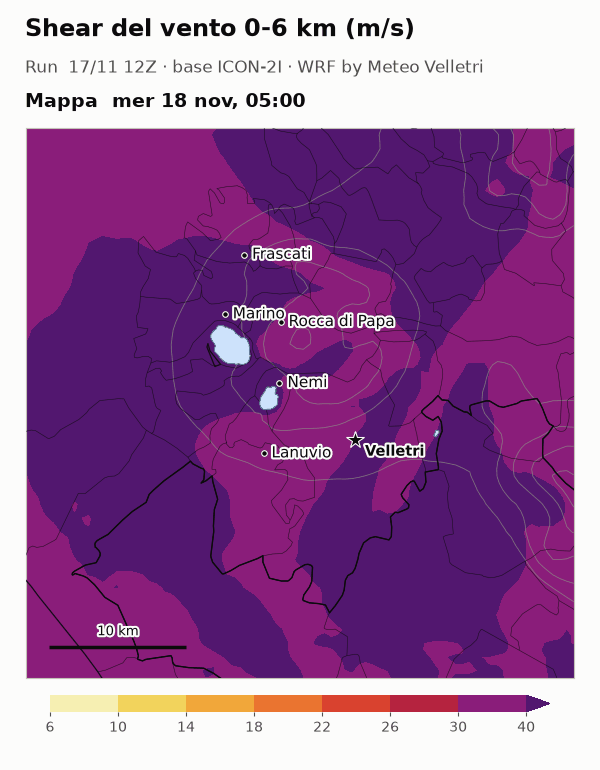 Shear del vento 0-6 km (m/s)
Run  17/11 12Z · base ICON-2I · WRF by Meteo Velletri
Mappa  mer 18 nov, 05:00
Frascati
Marino
Rocca di Papa
Nemi
Velletri
Lanuvio
10 km
6 10 14 18 22 26 30 40